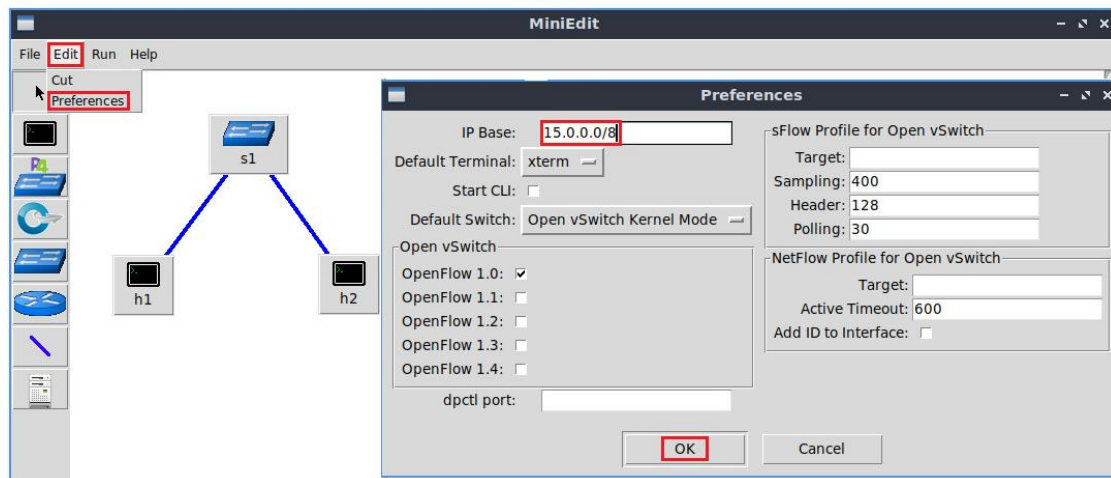 MiniEdit
File Edit Run Help
Cut
Preferences
P4
s1
h1
h2
Preferences
IP Base: 15.0.0.0/8
Default Terminal: xterm
Start CLI:
Default Switch: Open vSwitch Kernel Mode
Open vSwitch
OpenFlow 1.0:
OpenFlow 1.1:
OpenFlow 1.2:
OpenFlow 1.3:
OpenFlow 1.4:
dpctl port:
sFlow Profile for Open vSwitch
Target:
Sampling: 400
Header: 128
Polling: 30
NetFlow Profile for Open vSwitch
Target:
Active Timeout: 600
Add ID to Interface:
OK Cancel